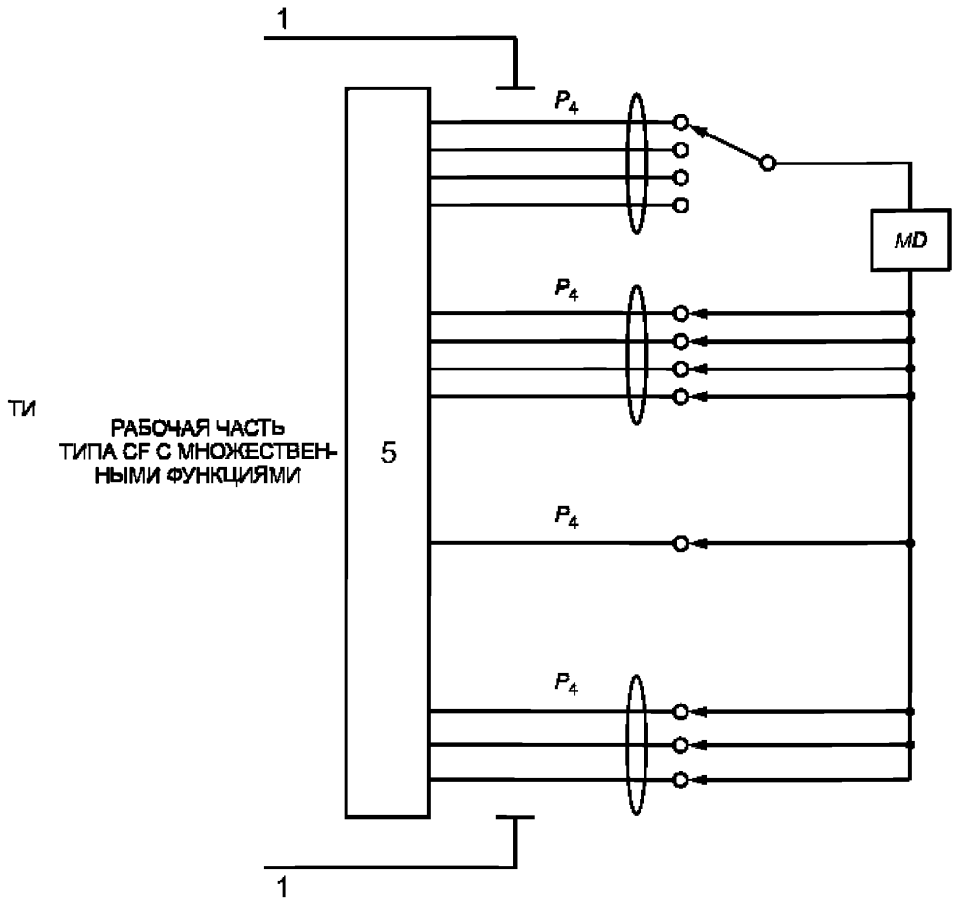 1
P4
MD
P4
ТИ
РАБОЧАЯ ЧАСТЬ
ТИПА CF С МНОЖЕСТВЕН-
НЫМИ ФУНКЦИЯМИ
5
P4
P4
1